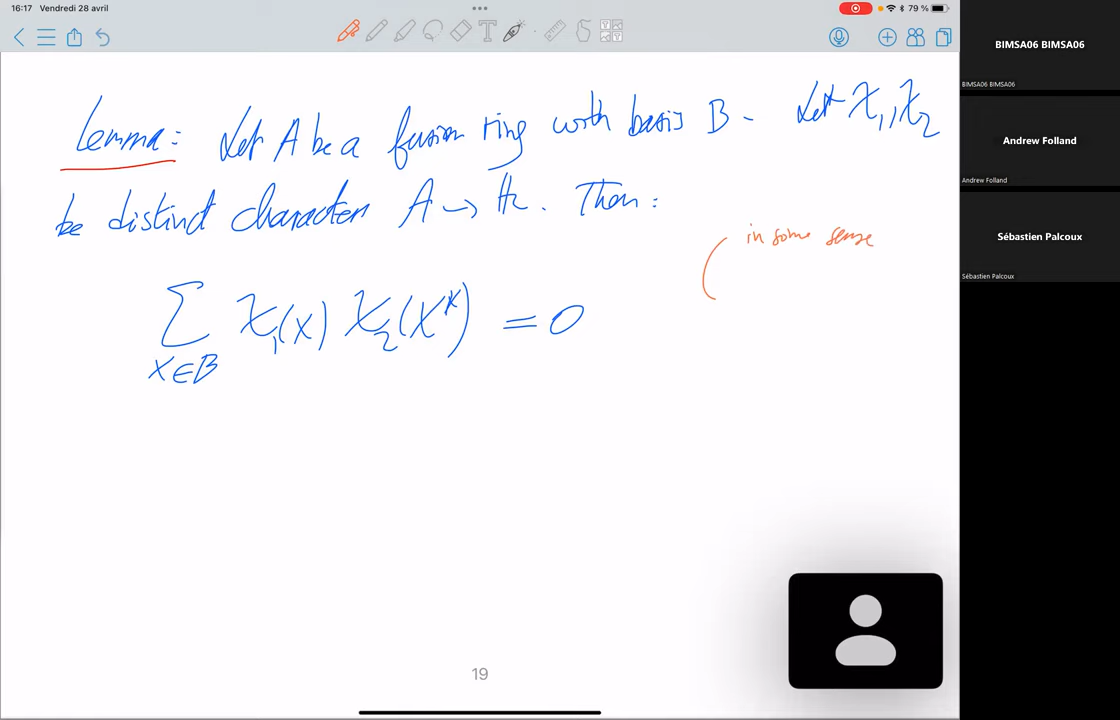 16:17 Vendredi 28 avril
79 %
BIMSA06 BIMSA06
BIMSA06 BIMSA06
Andrew Folland
Andrew Folland
Sébastien Palcoux
Sébastien Palcoux
Lemma: Let A be a fusion ring with basis B. Let χ₁, χ₂
be distinct characters A → 𝕜. Then:
in some sense
(
∑_{X∈B} χ₁(X) χ₂(X*) = 0
19